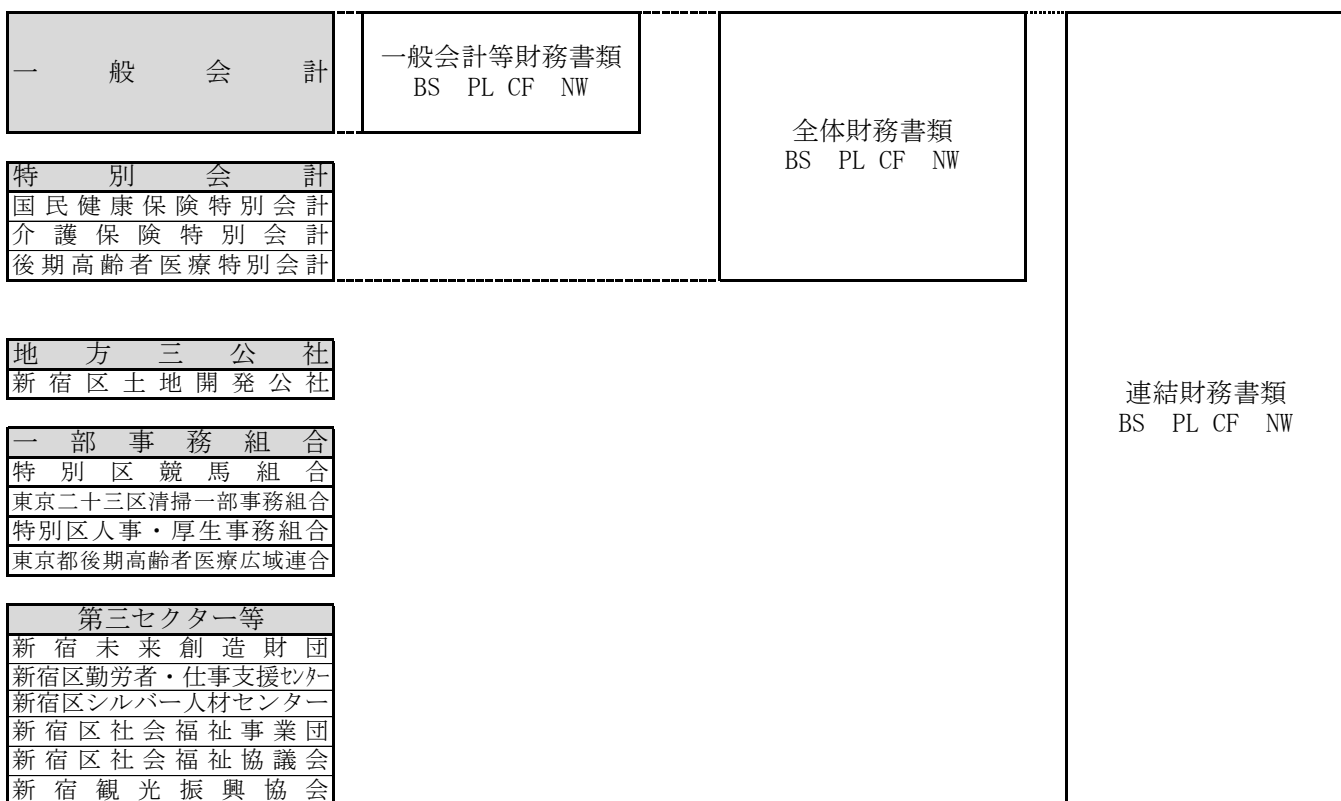 一般会計
一般会計等財務書類
BS PL CF NW
全体財務書類
BS PL CF NW
特別会計
国民健康保険特別会計
介護保険特別会計
後期高齢者医療特別会計
地方三公社
新宿区土地開発公社
連結財務書類
BS PL CF NW
一部事務組合
特別区競馬組合
東京二十三区清掃一部事務組合
特別区人事・厚生事務組合
東京都後期高齢者医療広域連合
第三セクター等
新宿未来創造財団
新宿区勤労者・仕事支援センター
新宿区シルバー人材センター
新宿区社会福祉事業団
新宿区社会福祉協議会
新宿観光振興協会